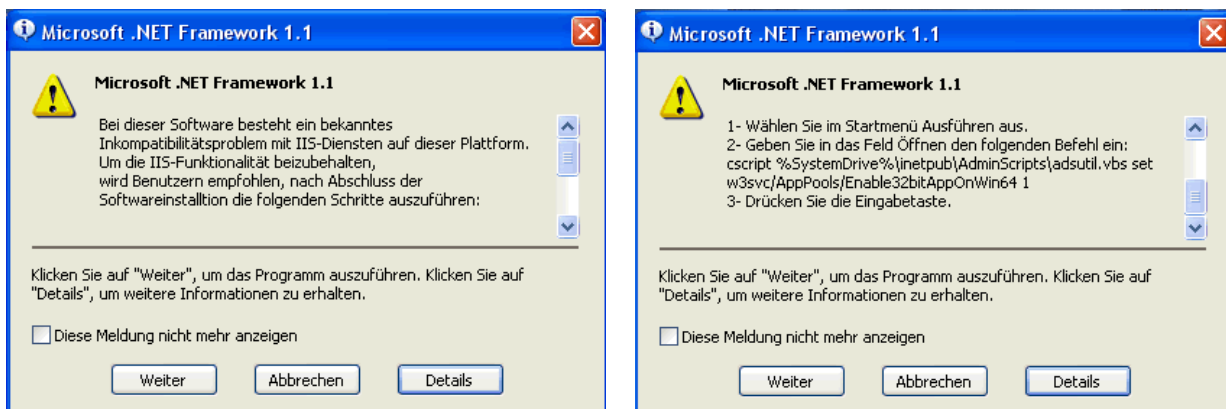 Microsoft .NET Framework 1.1
Microsoft .NET Framework 1.1
Bei dieser Software besteht ein bekanntes
Inkompatibilitätsproblem mit IIS-Diensten auf dieser Plattform.
Um die IIS-Funktionalität beizubehalten,
wird Benutzern empfohlen, nach Abschluss der
Softwareinstalltion die folgenden Schritte auszuführen:
Klicken Sie auf "Weiter", um das Programm auszuführen. Klicken Sie auf
"Details", um weitere Informationen zu erhalten.
Diese Meldung nicht mehr anzeigen
Weiter Abbrechen Details
Microsoft .NET Framework 1.1
Microsoft .NET Framework 1.1
1- Wählen Sie im Startmenü Ausführen aus.
2- Geben Sie in das Feld Öffnen den folgenden Befehl ein:
cscript %SystemDrive%\inetpub\AdminScripts\adsutil.vbs set
w3svc/AppPools/Enable32bitAppOnWin64 1
3- Drücken Sie die Eingabetaste.
Klicken Sie auf "Weiter", um das Programm auszuführen. Klicken Sie auf
"Details", um weitere Informationen zu erhalten.
Diese Meldung nicht mehr anzeigen
Weiter Abbrechen Details